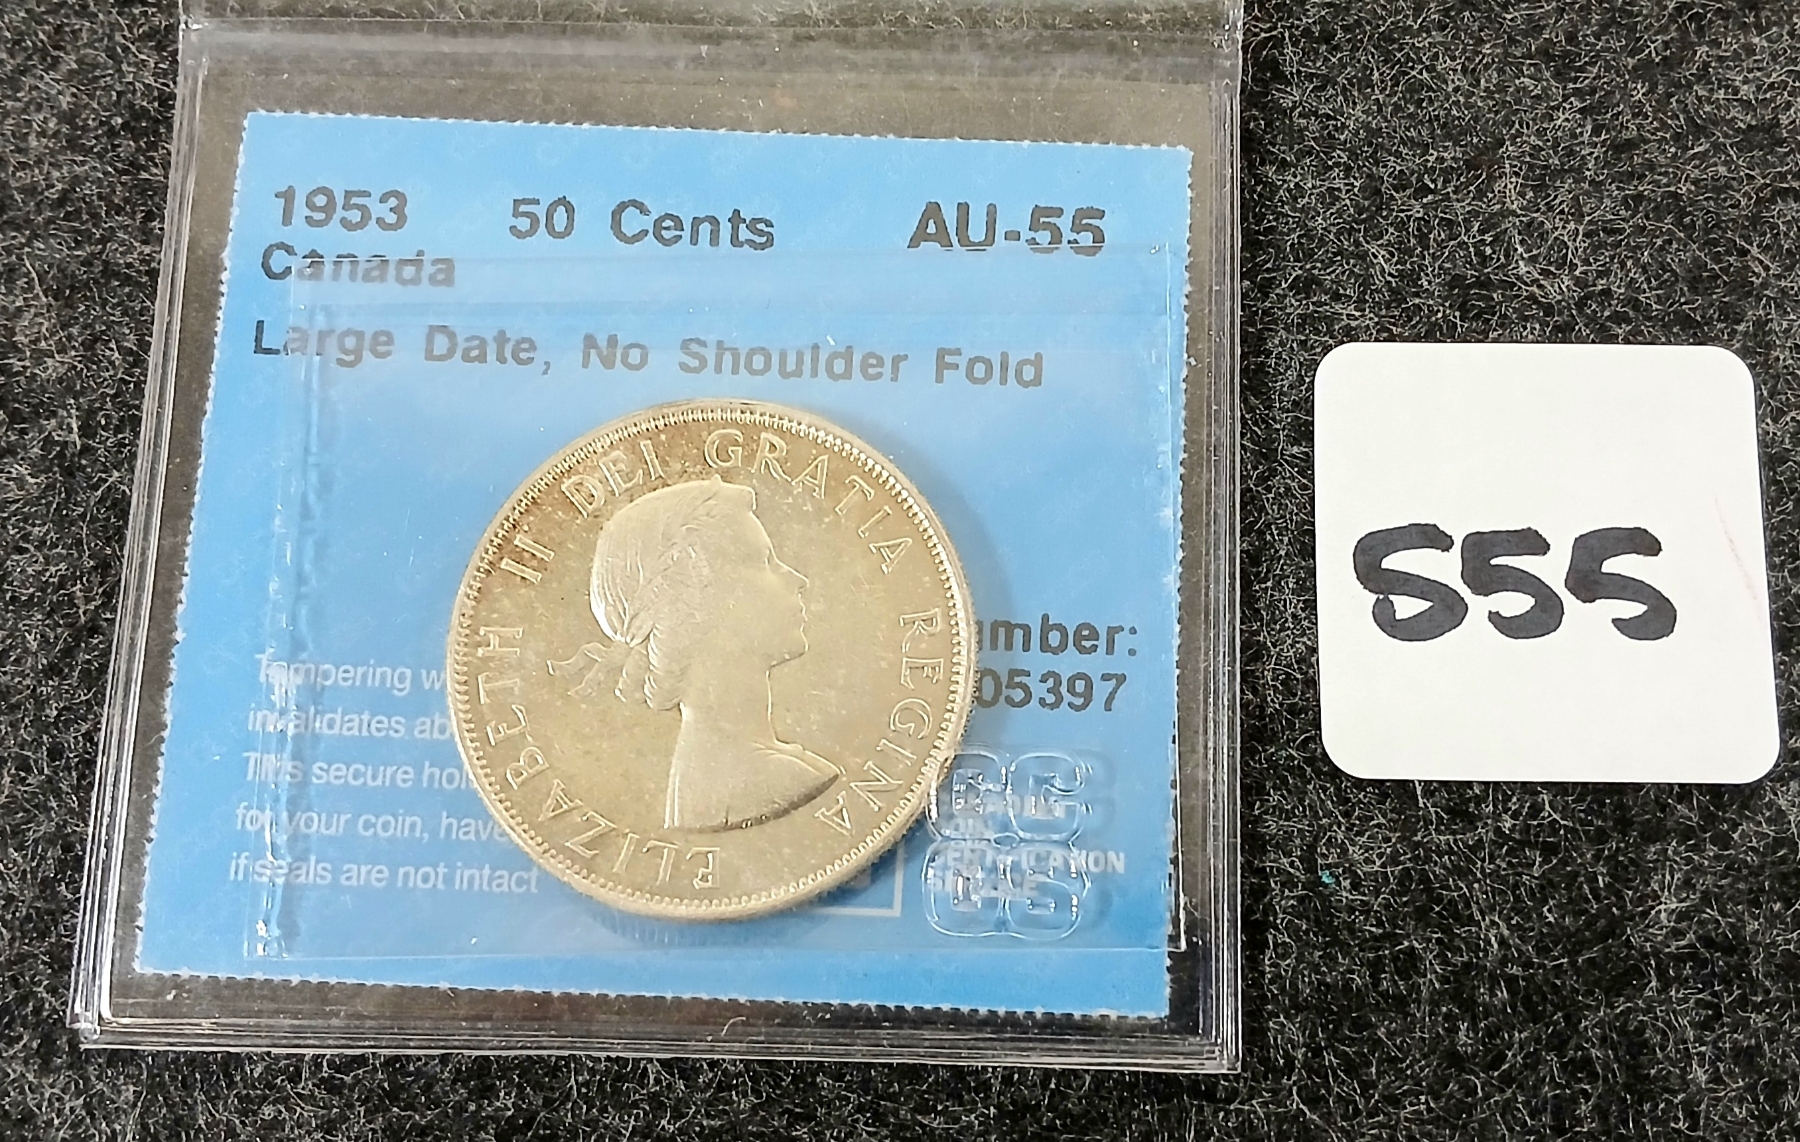 1953 50 Cents AU-55
Canada
Large Date, No Shoulder Fold
ELIZABETH II DEI GRATIA REGINA
mber:
05397
Tampering w
invalidates ab
This secure hol
for your coin, have
if seals are not intact
555